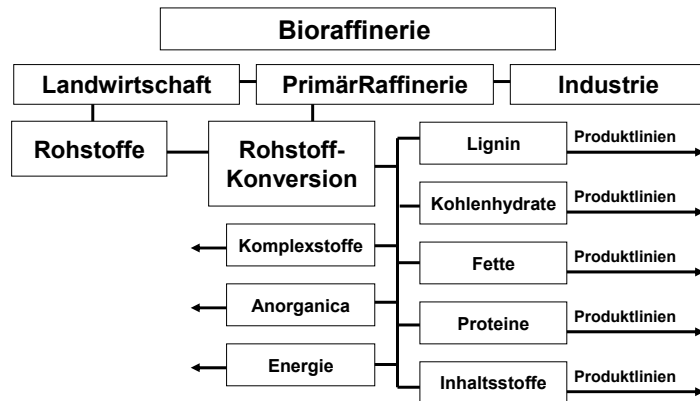 Bioraffinerie
Landwirtschaft
PrimärRaffinerie
Industrie
Rohstoffe
Rohstoff-
Konversion
Lignin
Produktlinien
Kohlenhydrate
Produktlinien
Komplexstoffe
Fette
Produktlinien
Anorganica
Proteine
Produktlinien
Energie
Inhaltsstoffe
Produktlinien